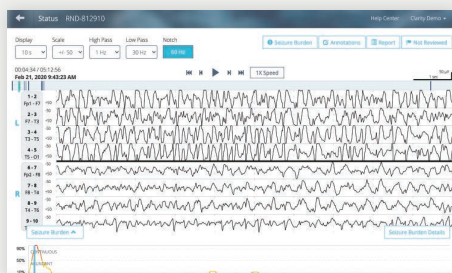 Status RND-812910
Help Center Clarity Demo
Display Scale High Pass Low Pass Notch
10 s +/- 50 1 Hz 30 Hz 60 Hz
Seizure Burden Annotations Report Not Reviewed
00:04:34 / 05:12:56
Feb 21, 2020 9:43:23 AM
1X Speed
1 sec
1 - 2
Fp1 - F7
2 - 3
L
F7 - T3
3 - 4
T3 - T5
4 - 5
T5 - O1
6 - 7
Fp2 - F8
7 - 8
R
F8 - T4
8 - 9
T4 - T6
9 - 10
Seizure Burden
Seizure Burden Details
90% CONTINUOUS
50% ABUNDANT
10%